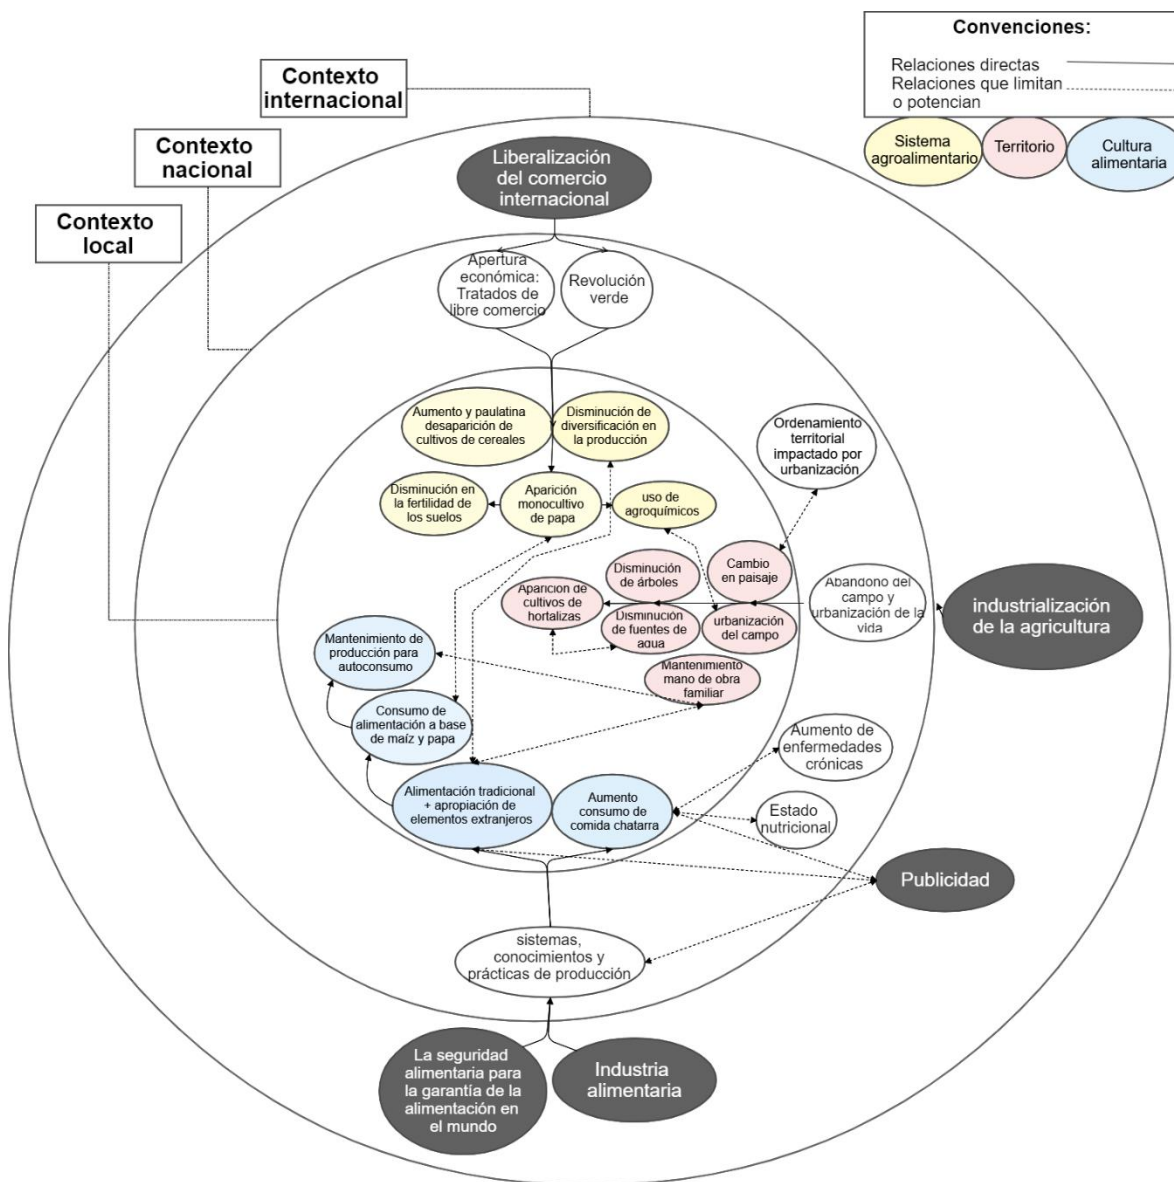 Convenciones:
Relaciones directas
Relaciones que limitan
o potencian
Sistema
agroalimentario
Territorio
Cultura
alimentaria
Contexto
internacional
Contexto
nacional
Contexto
local
Liberalización
del comercio
internacional
Apertura
económica:
Tratados de
libre comercio
Revolución
verde
Aumento y paulatina
desaparición de
cultivos de cereales
Disminución de
diversificación en
la producción
Ordenamiento
territorial
impactado por
urbanización
Disminución en
la fertilidad de
los suelos
Aparición
monocultivo
de papa
uso de
agroquímicos
Disminución
de árboles
Cambio
en paisaje
Aparición de
cultivos de
hortalizas
Disminución
de fuentes de
agua
urbanización
del campo
Abandono del
campo y
urbanización de la
vida
industrialización
de la agricultura
Mantenimiento de
producción para
autoconsumo
Mantenimiento
mano de obra
familiar
Consumo de
alimentación a base
de maíz y papa
Aumento de
enfermedades
crónicas
Alimentación tradicional
+ apropiación de
elementos extranjeros
Aumento
consumo de
comida chatarra
Estado
nutricional
Publicidad
sistemas,
conocimientos y
prácticas de producción
La seguridad
alimentaria para
la garantía de la
alimentación en
el mundo
Industria
alimentaria